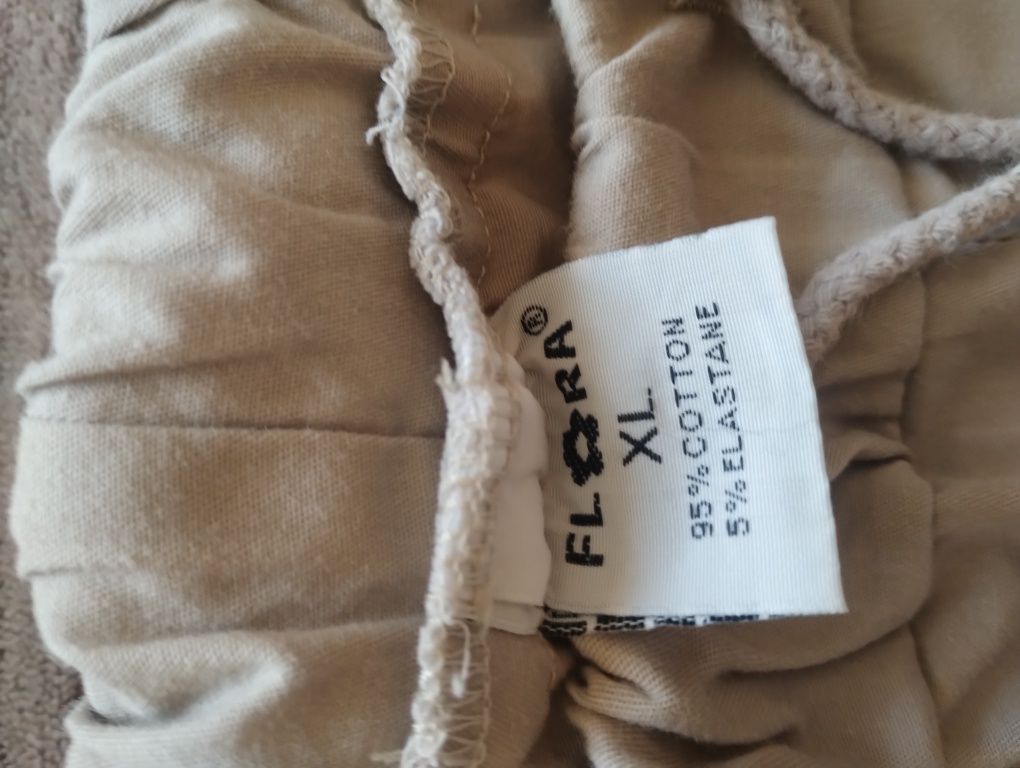 FLORA®
XL.
95% COTTON
5% ELASTANE